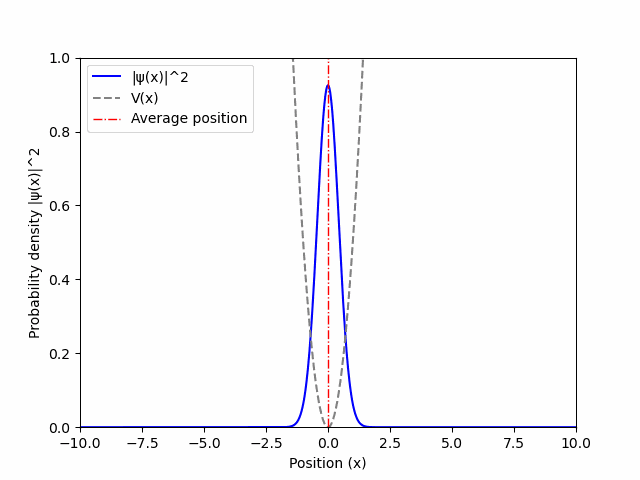 |ψ(x)|^2
V(x)
Average position
1.0
0.8
0.6
0.4
0.2
0.0
Probability density |ψ(x)|^2
−10.0 −7.5 −5.0 −2.5 0.0 2.5 5.0 7.5 10.0
Position (x)